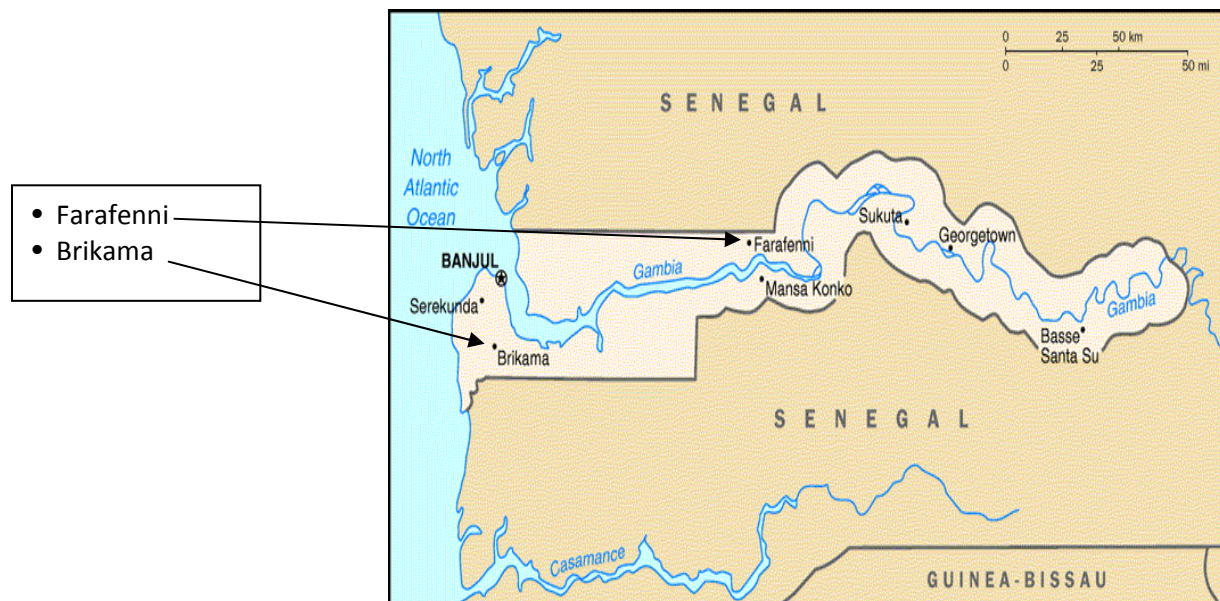 • Farafenni
• Brikama
0 25 50 km
0 25 50 mi
SENEGAL
North
Atlantic
Ocean
Sukuta
Georgetown
Farafenni
BANJUL
Gambia
Mansa Konko
Serekunda
Gambia
Basse
Santa Su
Brikama
SENEGAL
Casamance
GUINEA-BISSAU